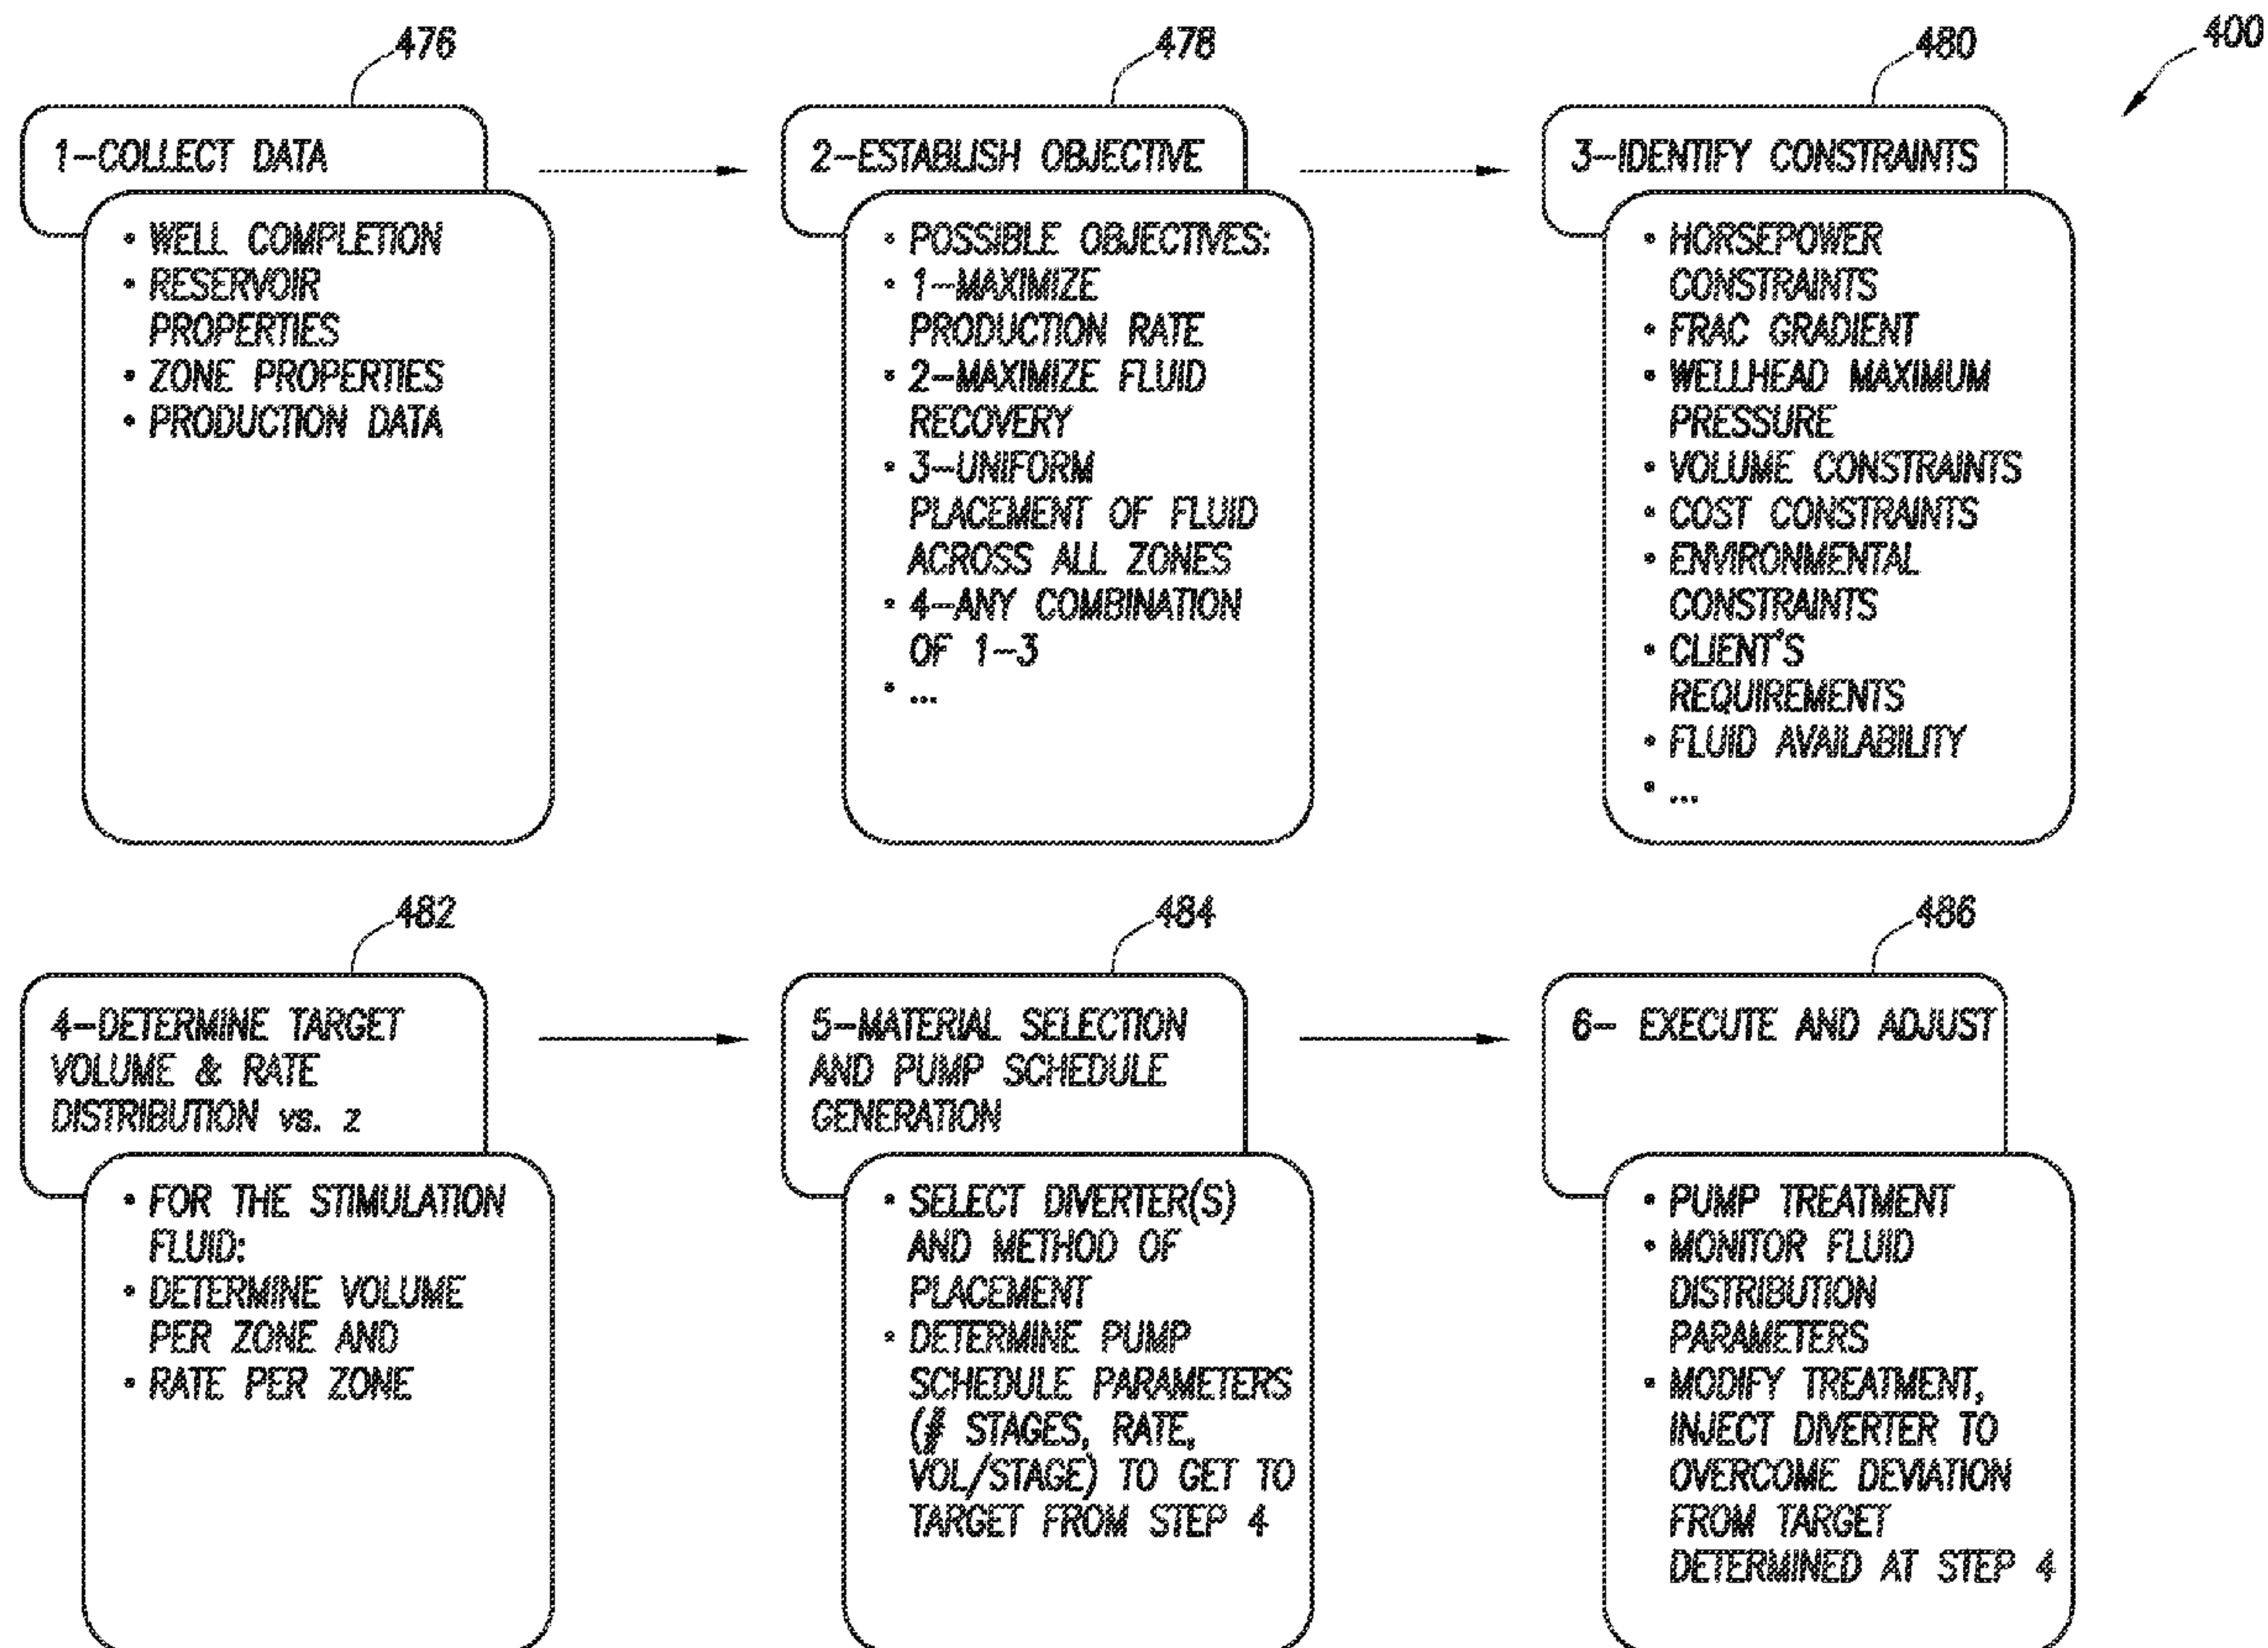 476
478
480
400
1-COLLECT DATA
• WELL COMPLETION
• RESERVOIR
PROPERTIES
• ZONE PROPERTIES
• PRODUCTION DATA
2-ESTABLISH OBJECTIVE
• POSSIBLE OBJECTIVES:
• 1-MAXIMIZE
PRODUCTION RATE
• 2-MAXIMIZE FLUID
RECOVERY
• 3-UNIFORM
PLACEMENT OF FLUID
ACROSS ALL ZONES
• 4-ANY COMBINATION
OF 1-3
• ...
3-IDENTIFY CONSTRAINTS
• HORSEPOWER
CONSTRAINTS
• FRAC GRADIENT
• WELLHEAD MAXIMUM
PRESSURE
• VOLUME CONSTRAINTS
• COST CONSTRAINTS
• ENVIRONMENTAL
CONSTRAINTS
• CLIENT'S
REQUIREMENTS
• FLUID AVAILABILITY
• ...
482
484
486
4-DETERMINE TARGET
VOLUME & RATE
DISTRIBUTION vs. z
• FOR THE STIMULATION
FLUID:
• DETERMINE VOLUME
PER ZONE AND
• RATE PER ZONE
5-MATERIAL SELECTION
AND PUMP SCHEDULE
GENERATION
• SELECT DIVERTER(S)
AND METHOD OF
PLACEMENT
• DETERMINE PUMP
SCHEDULE PARAMETERS
(# STAGES, RATE,
VOL/STAGE) TO GET TO
TARGET FROM STEP 4
6- EXECUTE AND ADJUST
• PUMP TREATMENT
• MONITOR FLUID
DISTRIBUTION
PARAMETERS
• MODIFY TREATMENT,
INJECT DIVERTER TO
OVERCOME DEVIATION
FROM TARGET
DETERMINED AT STEP 4